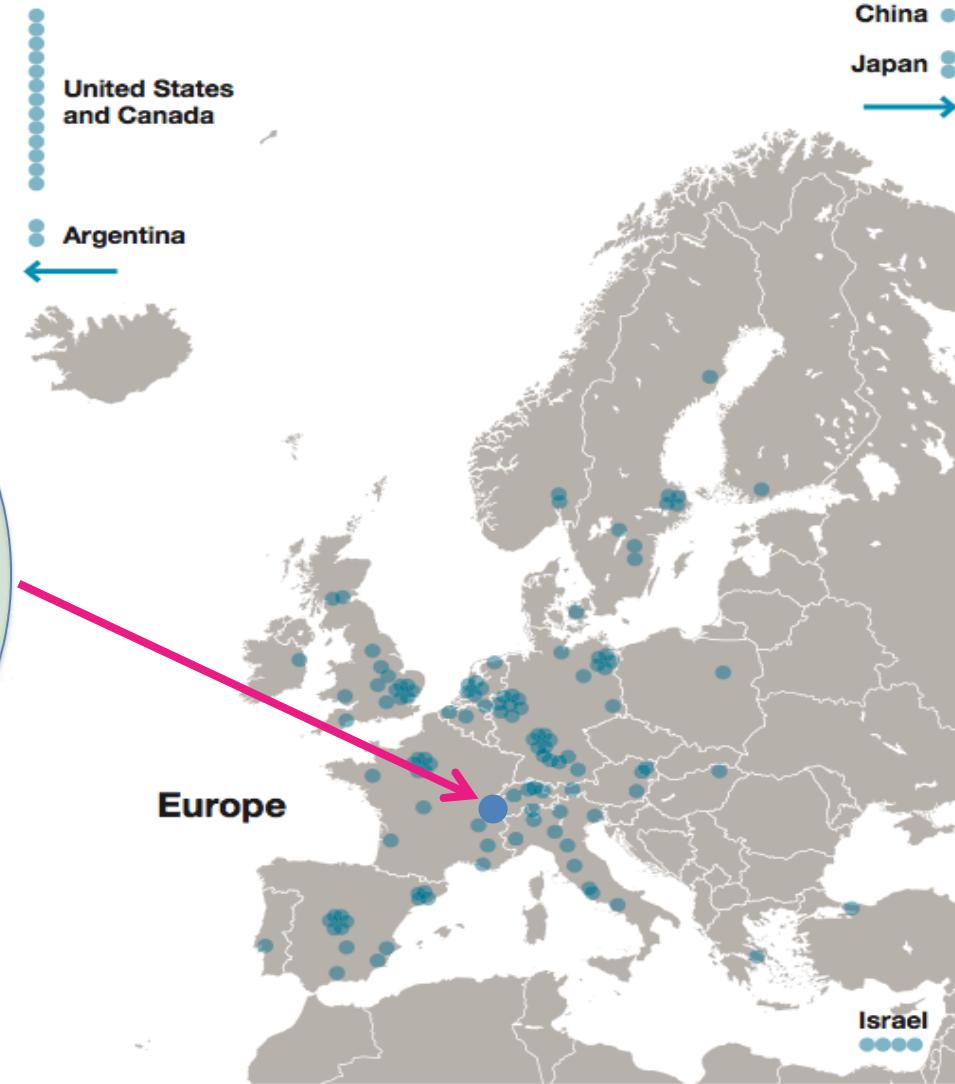 China
United States
and Canada
Japan
Argentina
Europe
Israel